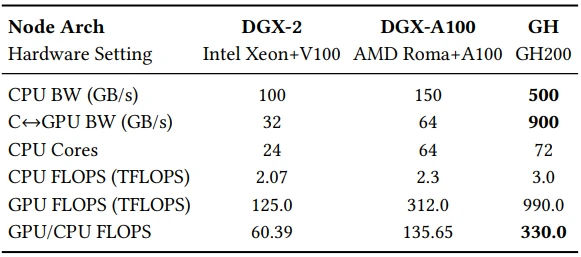 Node Arch DGX-2 DGX-A100 GH
Hardware Setting Intel Xeon+V100 AMD Roma+A100 GH200
CPU BW (GB/s) 100 150 500
C↔GPU BW (GB/s) 32 64 900
CPU Cores 24 64 72
CPU FLOPS (TFLOPS) 2.07 2.3 3.0
GPU FLOPS (TFLOPS) 125.0 312.0 990.0
GPU/CPU FLOPS 60.39 135.65 330.0